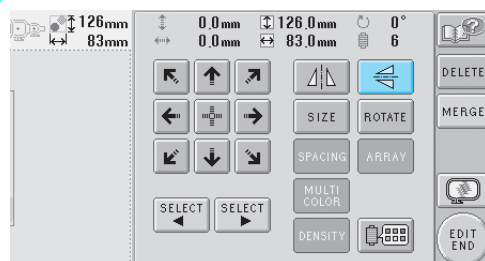 126mm 0.0mm 126.0mm 0°
83mm 0.0mm 83.0mm 6
DELETE
SIZE ROTATE MERGE
SPACING ARRAY
MULTI
COLOR
SELECT SELECT
DENSITY EDIT
END